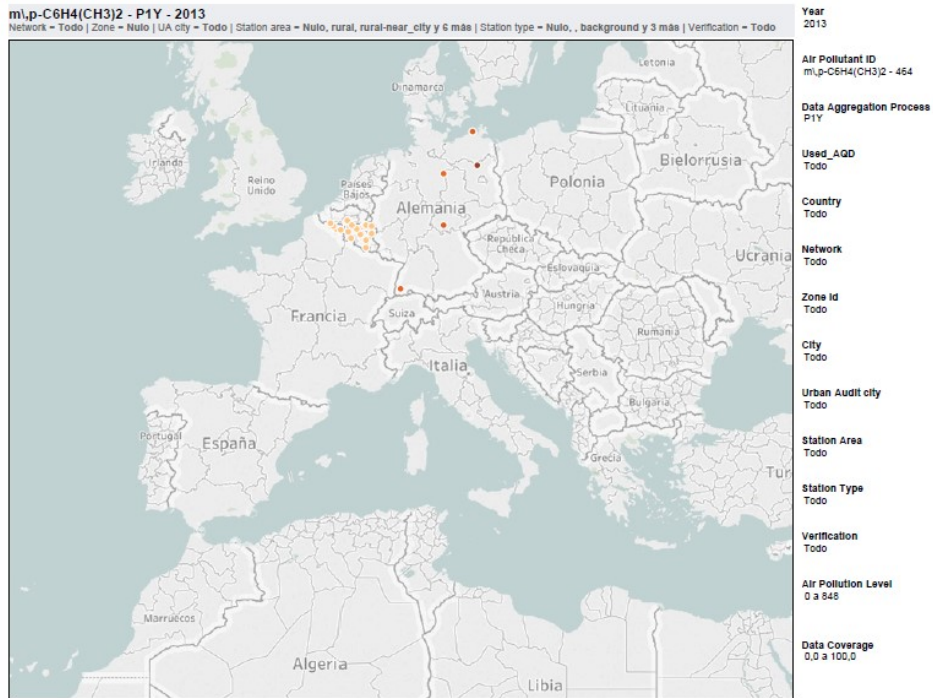 m\,p-C6H4(CH3)2 - P1Y - 2013
Network = Todo | Zone = Nulo | UA city = Todo | Station area = Nulo, rural, rural-near_city y 6 más | Station type = Nulo, , background y 3 más | Verification = Todo
Year
2013
Air Pollutant ID
m\,p-C6H4(CH3)2 - 464
Data Aggregation Process
P1Y
Used_AQD
Todo
Country
Todo
Network
Todo
Zone Id
Todo
City
Todo
Urban Audit city
Todo
Station Area
Todo
Station Type
Todo
Verification
Todo
Air Pollution Level
0 a 848
Data Coverage
0,0 a 100,0
Letonia
Dinamarca
Lituania
Irlanda
Reino
Unido
Países
Bajos
Bielorrusia
Polonia
Alemania
República
Checa
Ucrania
Eslovaquia
Austria
Hungría
Francia
Suiza
Rumanía
Italia
Serbia
Bulgaria
Portugal
España
Grecia
Tur
Marruecos
Argelia
Libia